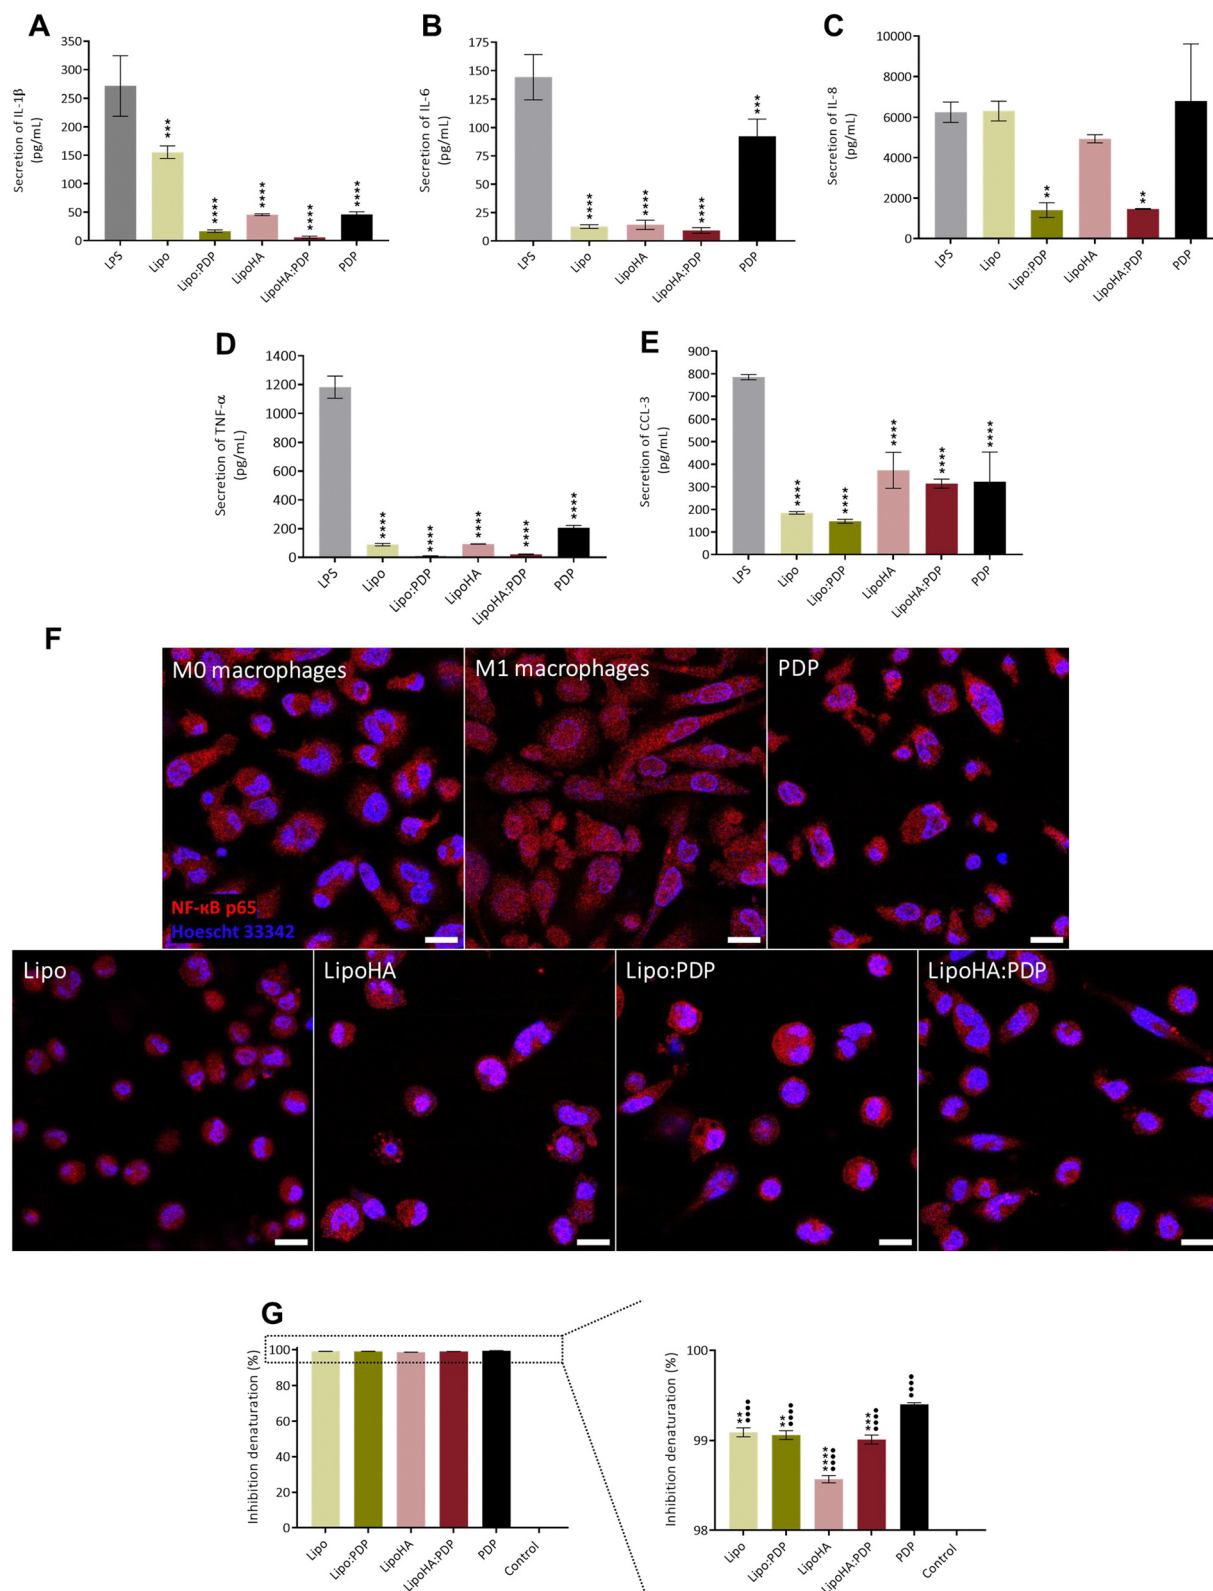 A
Secretion of IL-1β
(pg/mL)
350
300
250
200
150
100
50
0
***
****
****
****
****
LPS
Lipo
Lipo:PDP
LipoHA
LipoHA:PDP
PDP
B
Secretion of IL-6
(pg/mL)
175
150
125
100
75
50
25
0
****
****
****
***
LPS
Lipo
LipoHA
LipoHA:PDP
PDP
C
Secretion of IL-8
(pg/mL)
10000
8000
6000
4000
2000
0
**
**
LPS
Lipo
Lipo:PDP
LipoHA
LipoHA:PDP
PDP
D
Secretion of TNF-α
(pg/mL)
1400
1200
1000
800
600
400
200
0
****
****
****
****
****
LPS
Lipo
Lipo:PDP
LipoHA
LipoHA:PDP
PDP
E
Secretion of CCL-3
(pg/mL)
900
800
700
600
500
400
300
200
100
0
****
****
****
****
****
LPS
Lipo
Lipo:PDP
LipoHA
LipoHA:PDP
PDP
F
M0 macrophages
M1 macrophages
PDP
NF-κB p65
Hoescht 33342
Lipo
LipoHA
Lipo:PDP
LipoHA:PDP
G
Inhibition denaturation (%)
100
80
60
40
20
0
Lipo
Lipo:PDP
LipoHA
LipoHA:PDP
PDP
Control
Inhibition denaturation (%)
100
99
98
**••••
**••••
****••••
***••••
••••
Lipo
Lipo:PDP
LipoHA
LipoHA:PDP
PDP
Control